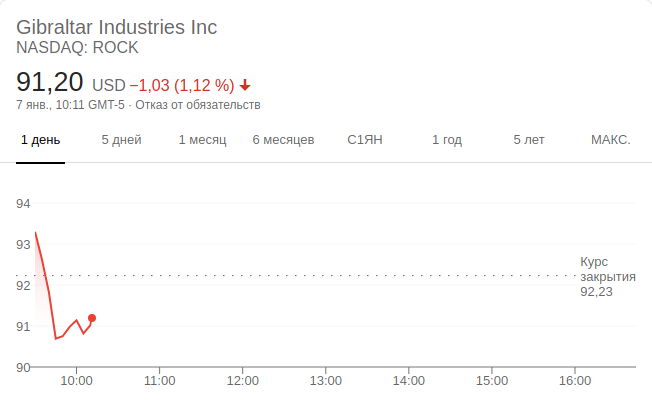 Gibraltar Industries Inc
NASDAQ: ROCK
91,20 USD −1,03 (1,12 %)
7 янв., 10:11 GMT-5 · Отказ от обязательств
1 день 5 дней 1 месяц 6 месяцев С1ЯН 1 год 5 лет МАКС.
94
93
Курс
закрытия
92,23
92
91
90
10:00 11:00 12:00 13:00 14:00 15:00 16:00